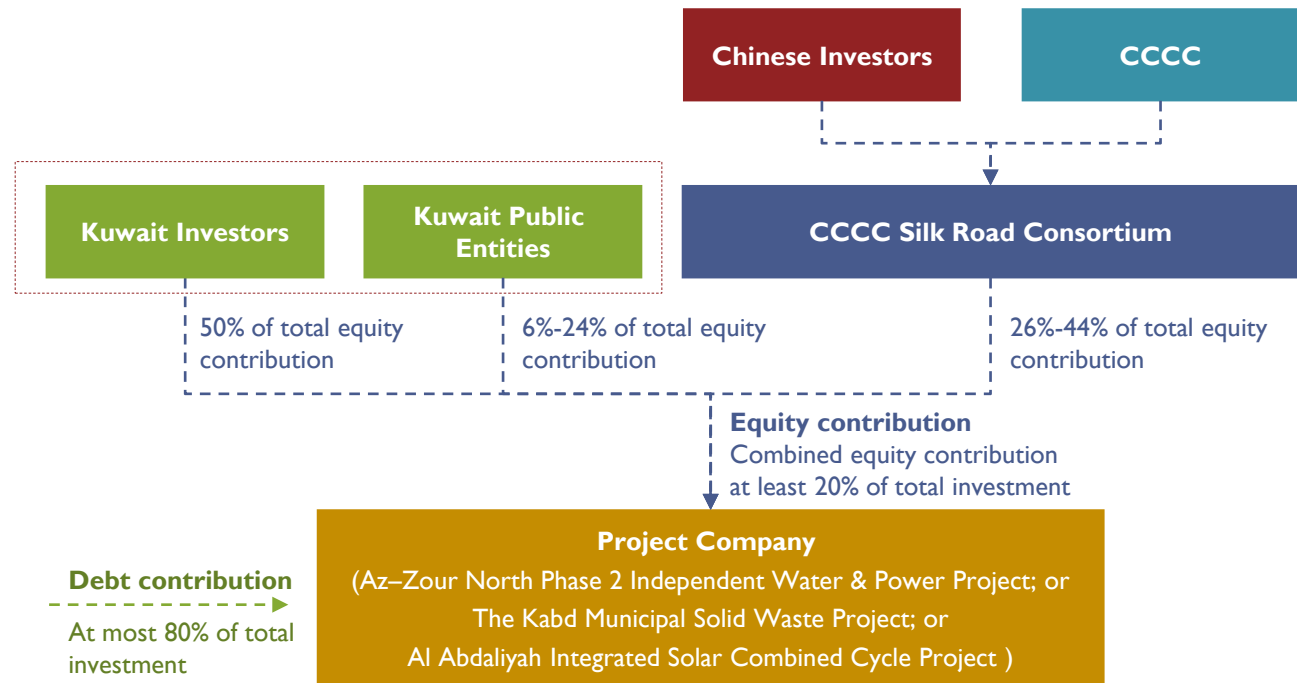 Chinese Investors
CCCC
Kuwait Investors
Kuwait Public
Entities
CCCC Silk Road Consortium
50% of total equity
contribution
6%-24% of total equity
contribution
26%-44% of total equity
contribution
Equity contribution
Combined equity contribution
at least 20% of total investment
Debt contribution
At most 80% of total
investment
Project Company
(Az–Zour North Phase 2 Independent Water & Power Project; or
The Kabd Municipal Solid Waste Project; or
Al Abdaliyah Integrated Solar Combined Cycle Project )